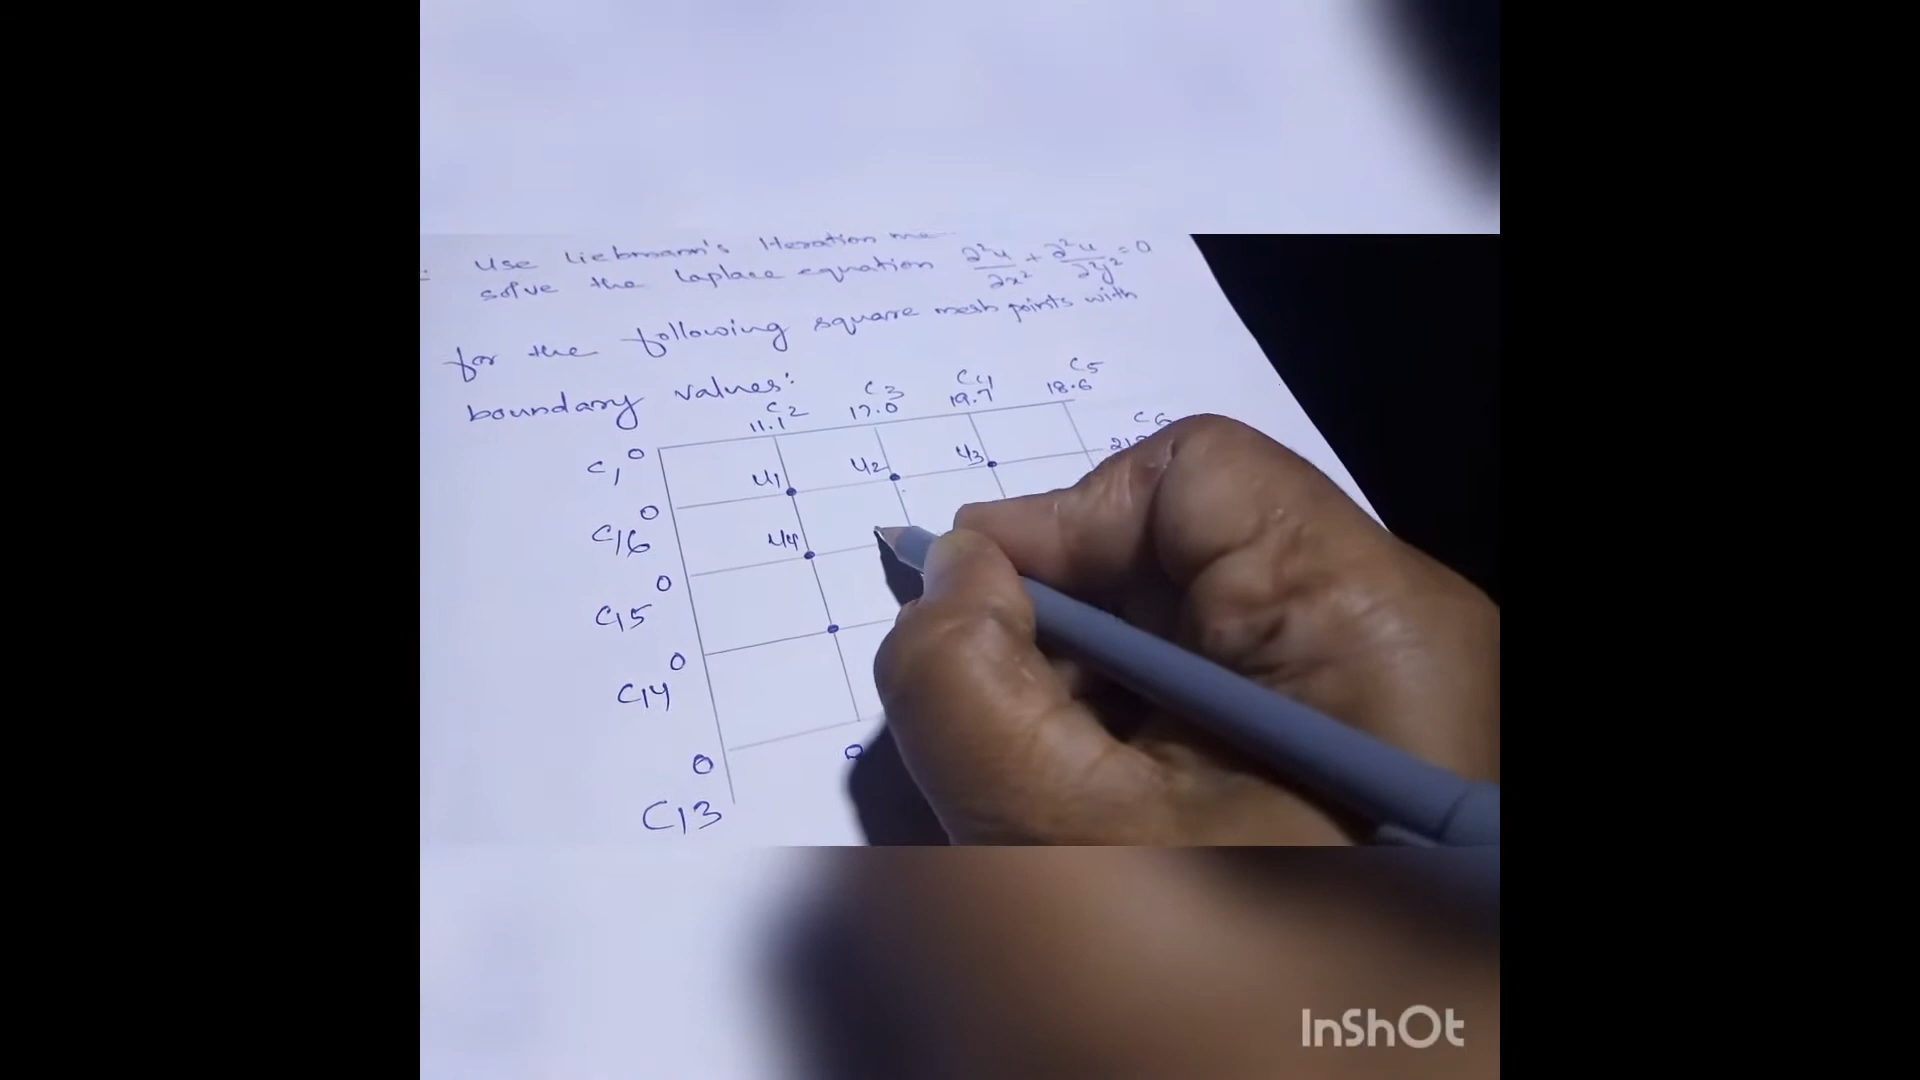 Use Liebmann's Iteration
solve the Laplace equation ∂²u/∂x² + ∂²u/∂y² = 0
for the following square mesh points with
boundary values:
C2 C3 C4 C5
11.1 17.0 19.7 18.6
C1 0 C6
U1 U2 U3
C16 0
U4
C15 0
C14 0
0 0
C13
InShOt